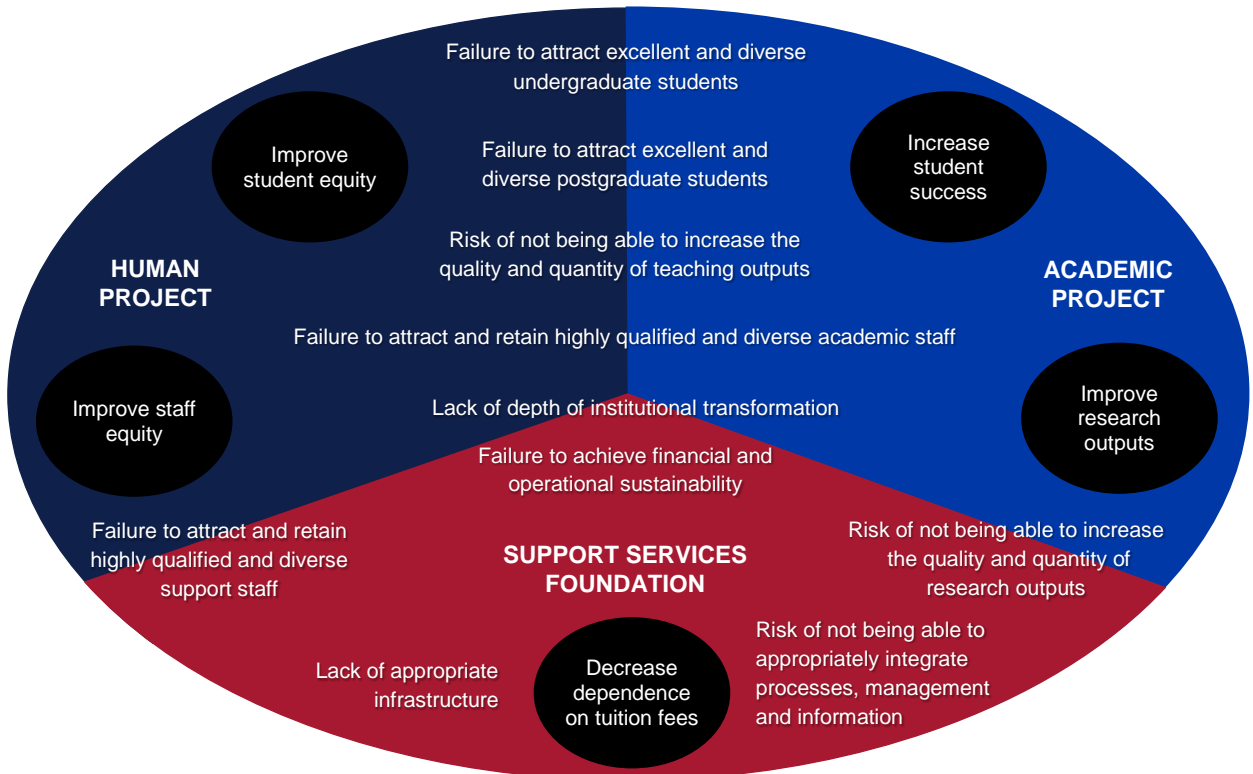 Failure to attract excellent and diverse
undergraduate students
Improve
student equity
Failure to attract excellent and
diverse postgraduate students
Increase
student
success
Risk of not being able to increase the
quality and quantity of teaching outputs
HUMAN
PROJECT
ACADEMIC
PROJECT
Failure to attract and retain highly qualified and diverse academic staff
Improve staff
equity
Lack of depth of institutional transformation
Improve
research
outputs
Failure to achieve financial and
operational sustainability
Failure to attract and retain
highly qualified and diverse
support staff
SUPPORT SERVICES
FOUNDATION
Risk of not being able to increase
the quality and quantity of
research outputs
Lack of appropriate
infrastructure
Decrease
dependence
on tuition fees
Risk of not being able to
appropriately integrate
processes, management
and information